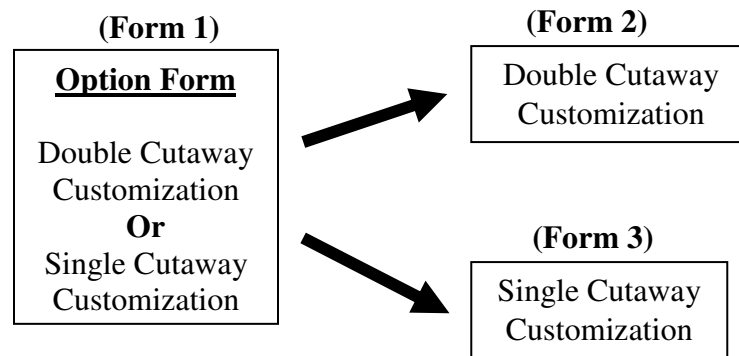 (Form 1)
Option Form
Double Cutaway
Customization
Or
Single Cutaway
Customization
(Form 2)
Double Cutaway
Customization
(Form 3)
Single Cutaway
Customization